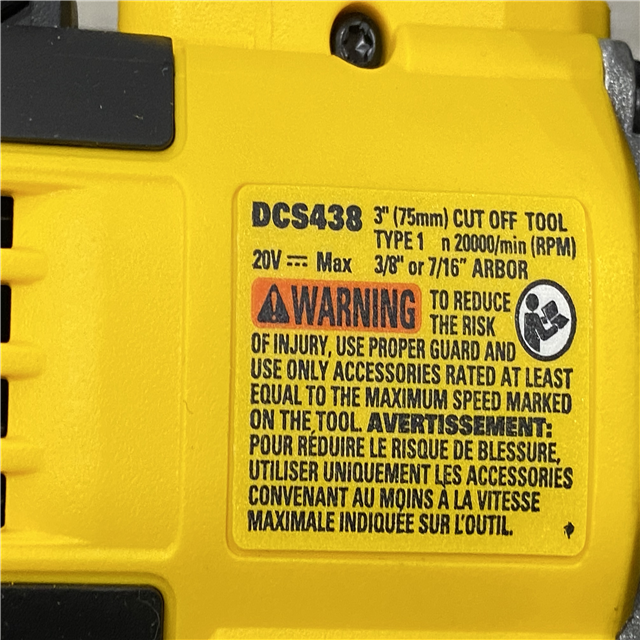 DCS438 3" (75mm) CUT OFF TOOL
TYPE 1 n 20000/min (RPM)
20V ⎓ Max 3/8" or 7/16" ARBOR
⚠WARNING TO REDUCE
THE RISK
OF INJURY, USE PROPER GUARD AND
USE ONLY ACCESSORIES RATED AT LEAST
EQUAL TO THE MAXIMUM SPEED MARKED
ON THE TOOL. AVERTISSEMENT:
POUR RÉDUIRE LE RISQUE DE BLESSURE,
UTILISER UNIQUEMENT LES ACCESSORIES
CONVENANT AU MOINS À LA VITESSE
MAXIMALE INDIQUÉE SUR L'OUTIL.